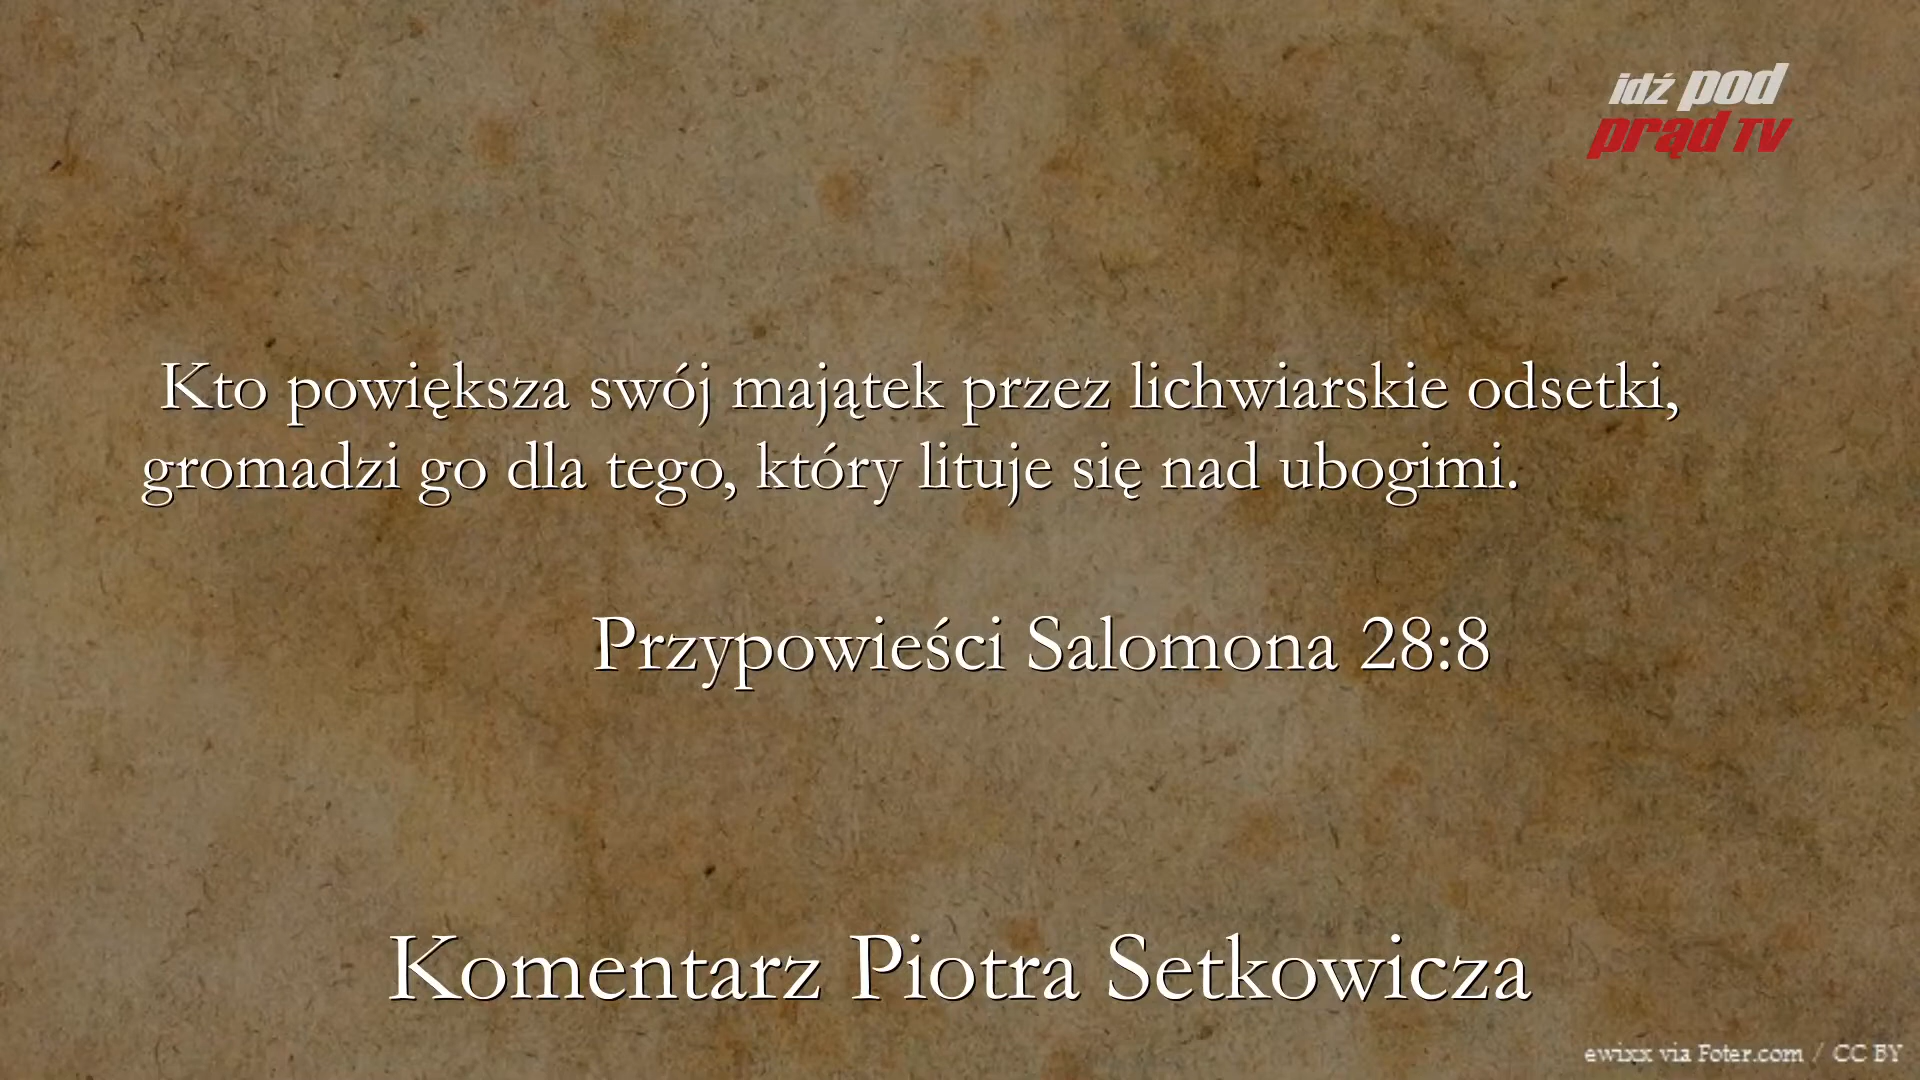 idź pod
prąd TV
Kto powiększa swój majątek przez lichwiarskie odsetki,
gromadzi go dla tego, który lituje się nad ubogimi.
Przypowieści Salomona 28:8
Komentarz Piotra Setkowicza
ewixx via Foter.com / CC BY